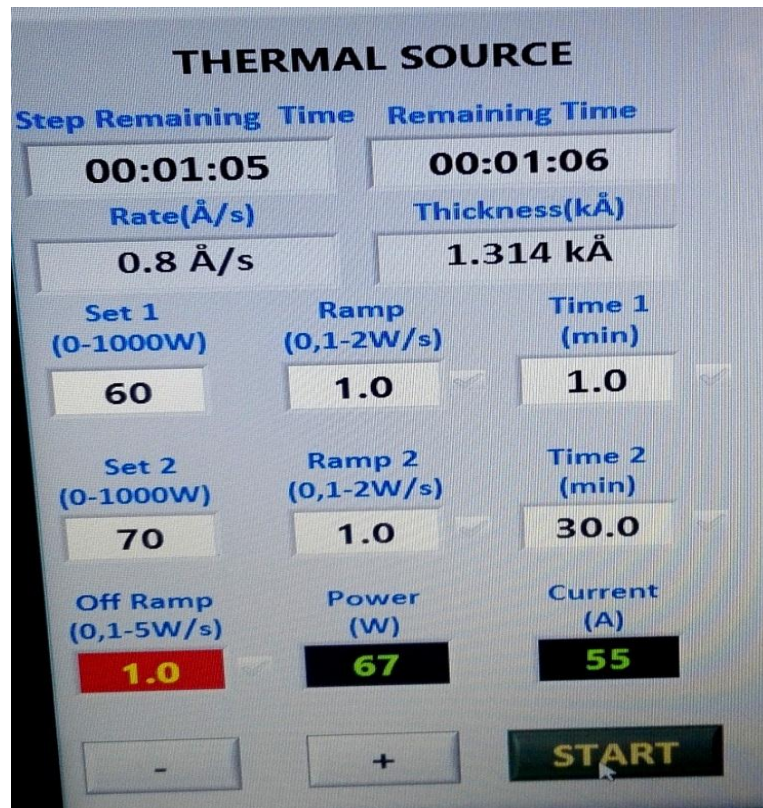 THERMAL SOURCE
Step Remaining Time Remaining Time
00:01:05 00:01:06
Rate(Å/s) Thickness(kÅ)
0.8 Å/s 1.314 kÅ
Set 1 Ramp Time 1
(0-1000W) (0,1-2W/s) (min)
60 1.0 1.0
Set 2 Ramp 2 Time 2
(0-1000W) (0,1-2W/s) (min)
70 1.0 30.0
Off Ramp Power Current
(0,1-5W/s) (W) (A)
1.0 67 55
- + START